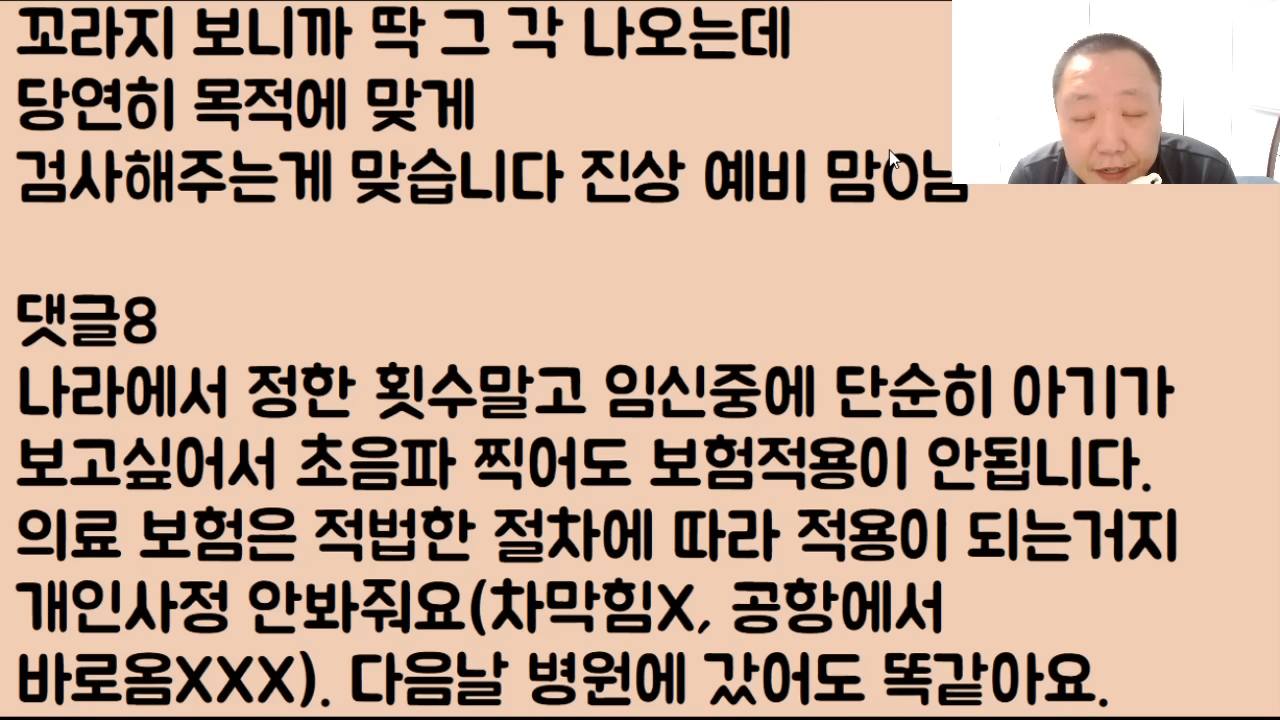 꼬라지 보니까 딱 그 각 나오는데
당연히 목적에 맞게
검사해주는게 맞습니다 진상 예비 맘O님
댓글8
나라에서 정한 횟수말고 임신중에 단순히 아기가
보고싶어서 초음파 찍어도 보험적용이 안됩니다.
의료 보험은 적법한 절차에 따라 적용이 되는거지
개인사정 안봐줘요(차막힘X, 공항에서
바로옴XXX). 다음날 병원에 갔어도 똑같아요.